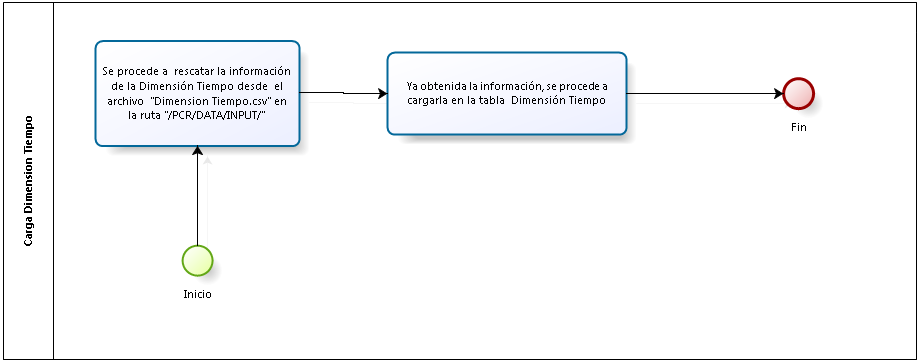 Carga Dimension Tiempo
Se procede a rescatar la información
de la Dimensión Tiempo desde el
archivo "Dimension Tiempo.csv" en
la ruta "/PCR/DATA/INPUT/"
Ya obtenida la información, se procede a
cargarla en la tabla Dimensión Tiempo
Fin
Inicio